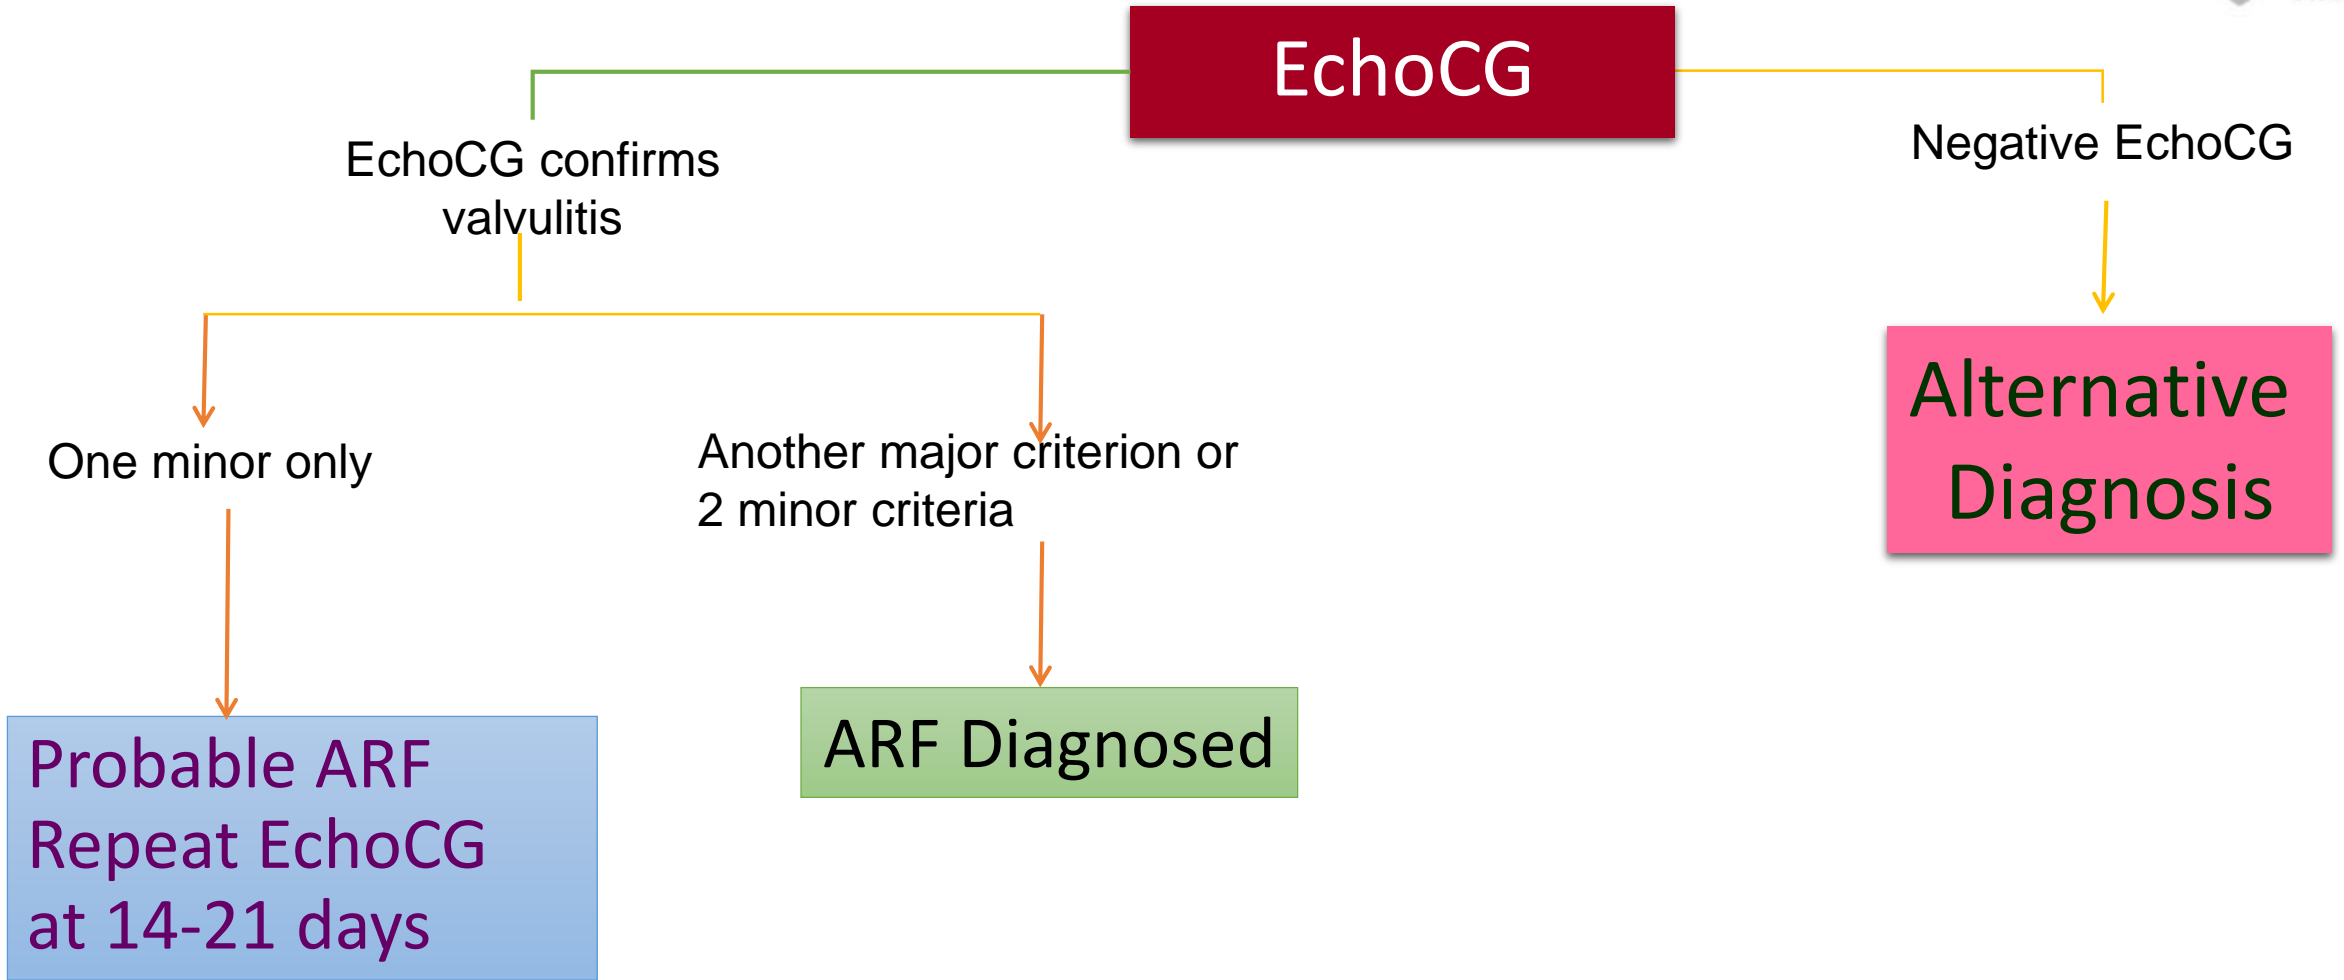 EchoCG
EchoCG confirms
valvulitis
Negative EchoCG
One minor only
Another major criterion or
2 minor criteria
Alternative
Diagnosis
Probable ARF
Repeat EchoCG
at 14-21 days
ARF Diagnosed